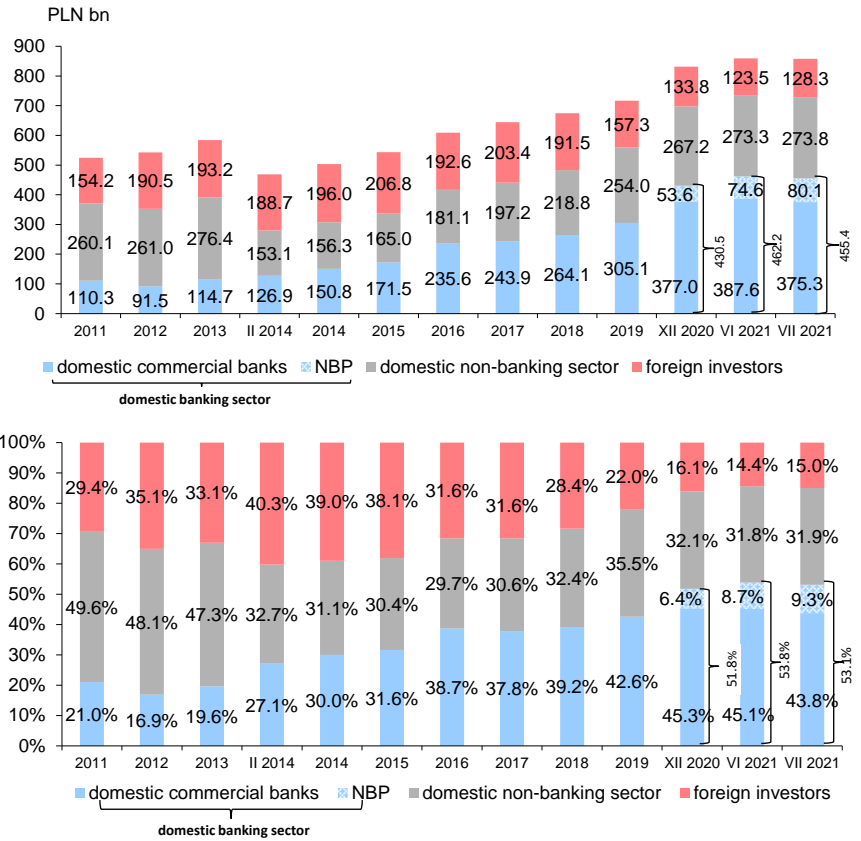 PLN bn
900
800
700
600
500
400
300
200
100
0
154.2 190.5 193.2 188.7 196.0 206.8 192.6 203.4 191.5 157.3 133.8 123.5 128.3
260.1 261.0 276.4 153.1 156.3 165.0 181.1 197.2 218.8 254.0 267.2 273.3 273.8
53.6 74.6 80.1
110.3 91.5 114.7 126.9 150.8 171.5 235.6 243.9 264.1 305.1 377.0 387.6 375.3
430.5 462.2 455.4
2011 2012 2013 II 2014 2014 2015 2016 2017 2018 2019 XII 2020 VI 2021 VII 2021
domestic commercial banks NBP domestic non-banking sector foreign investors
domestic banking sector
100%
90%
80%
70%
60%
50%
40%
30%
20%
10%
0%
29.4% 35.1% 33.1% 40.3% 39.0% 38.1% 31.6% 31.6% 28.4% 22.0% 16.1% 14.4% 15.0%
49.6% 48.1% 47.3% 32.7% 31.1% 30.4% 29.7% 30.6% 32.4% 35.5% 32.1% 31.8% 31.9%
6.4% 8.7% 9.3%
21.0% 16.9% 19.6% 27.1% 30.0% 31.6% 38.7% 37.8% 39.2% 42.6% 45.3% 45.1% 43.8%
51.8% 53.8% 53.1%
2011 2012 2013 II 2014 2014 2015 2016 2017 2018 2019 XII 2020 VI 2021 VII 2021
domestic commercial banks NBP domestic non-banking sector foreign investors
domestic banking sector